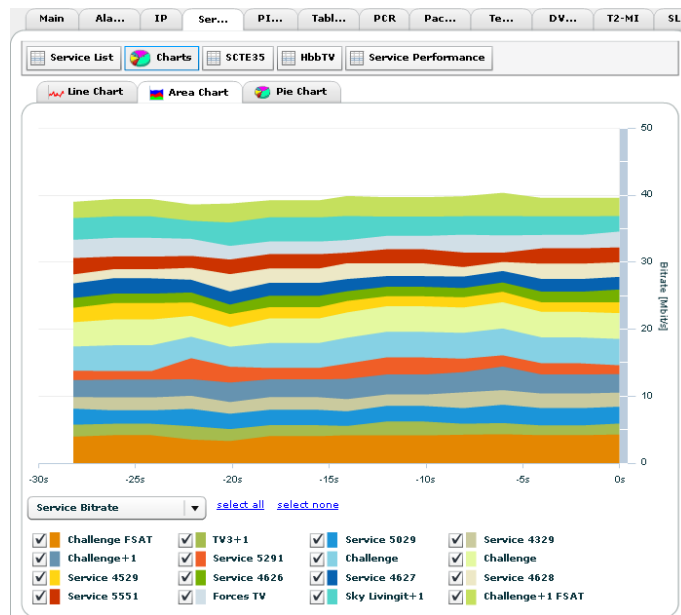 Main Ala... IP Ser... PI... Tabl... PCR Pac... Te... DV... T2-MI SL
Service List Charts SCTE35 HbbTV Service Performance
Line Chart Area Chart Pie Chart
50
40
30
20
10
0
Bitrate [Mbit/s]
-30s -25s -20s -15s -10s -5s 0s
Service Bitrate select all select none
Challenge FSAT TV3+1 Service 5029 Service 4329
Challenge+1 Service 5291 Challenge Challenge
Service 4529 Service 4626 Service 4627 Service 4628
Service 5551 Forces TV Sky Livingit+1 Challenge+1 FSAT